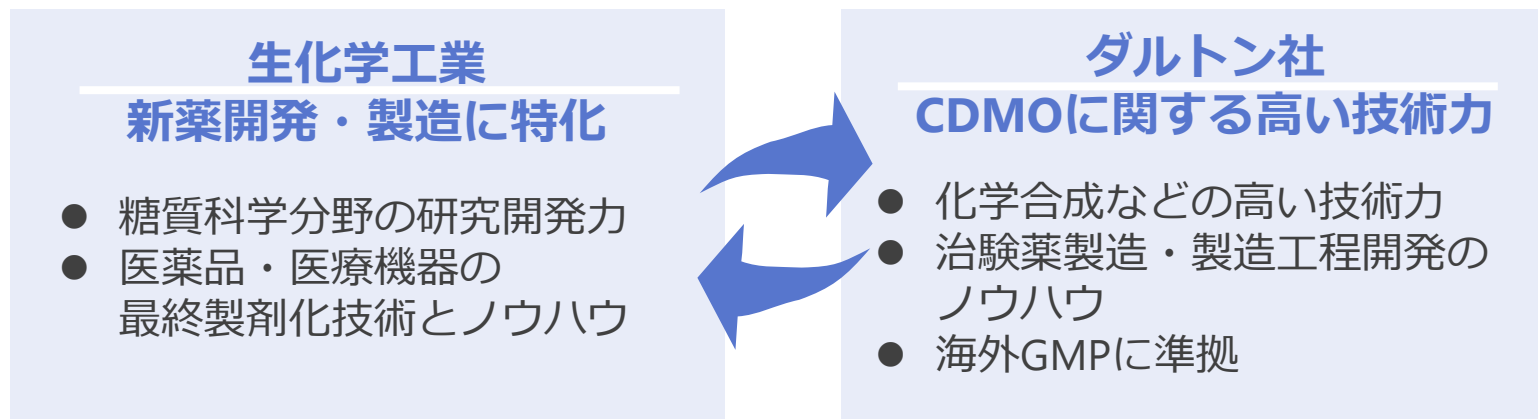 生化学工業
新薬開発・製造に特化
● 糖質科学分野の研究開発力
● 医薬品・医療機器の
最終製剤化技術とノウハウ
ダルトン社
CDMOに関する高い技術力
● 化学合成などの高い技術力
● 治験薬製造・製造工程開発の
ノウハウ
● 海外GMPに準拠